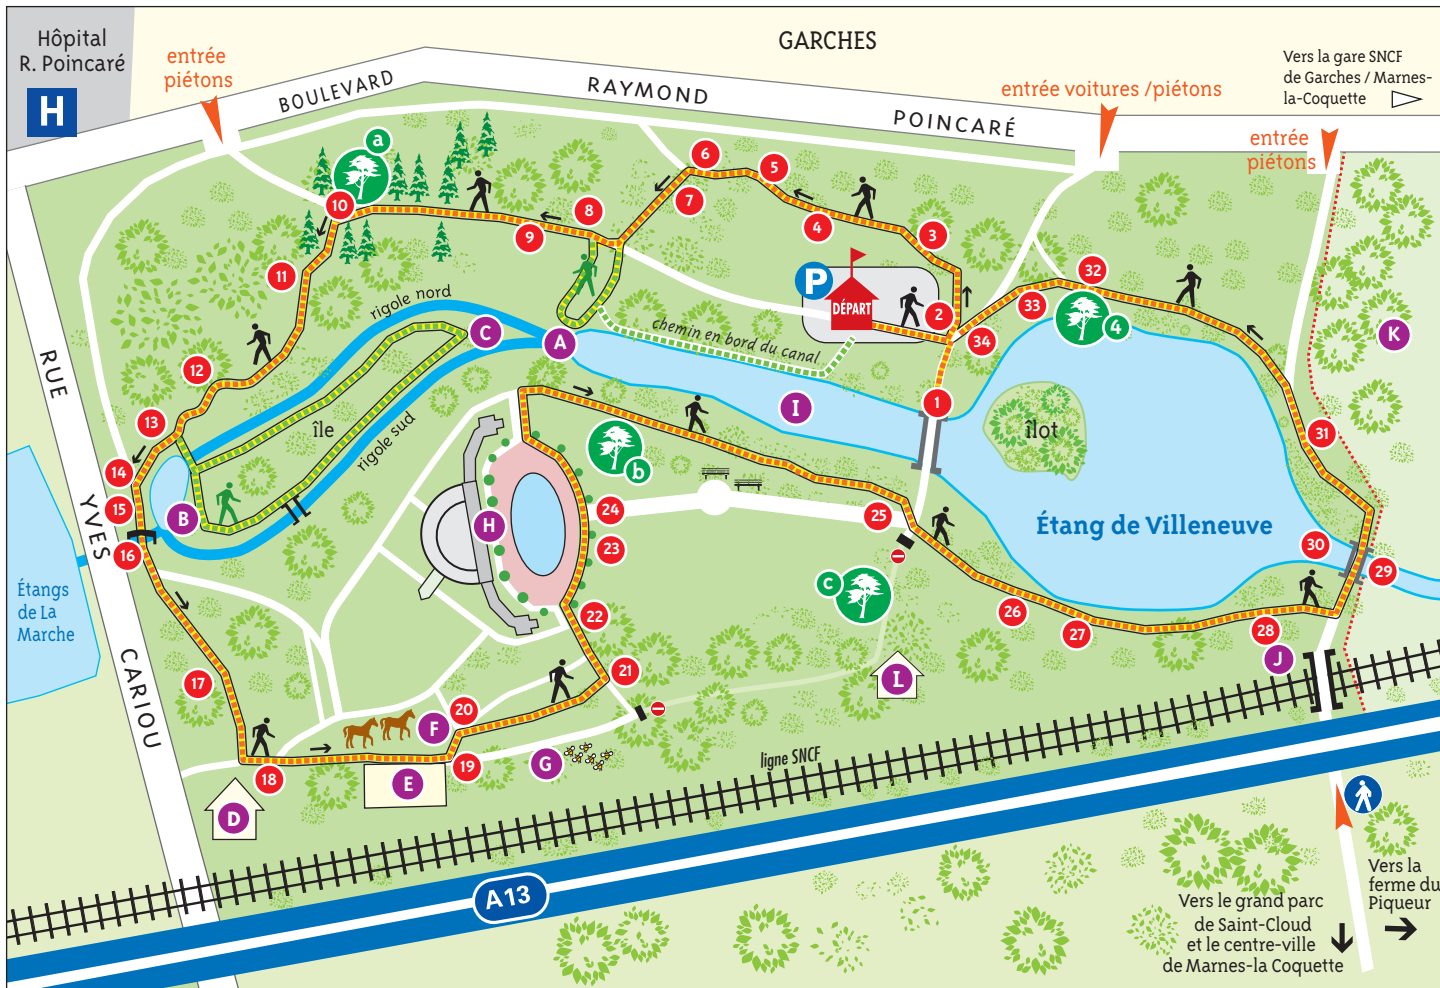 Hôpital
R. Poincaré
H
entrée
piétons
GARCHES
BOULEVARD
RAYMOND
POINCARÉ
entrée voitures /piétons
Vers la gare SNCF
de Garches / Marnes-
la-Coquette
entrée
piétons
a
6
5
7
10
8
9
4
3
11
P
DÉPART
2
32
33
4
34
K
rigole nord
C
A
chemin en bord du canal
I
1
îlot
31
12
13
île
rigole sud
14
15
B
16
RUE
YVES
CARIOU
b
H
24
23
25
Étang de Villeneuve
30
29
Étangs
de La
Marche
c
22
26
27
28
J
21
L
17
20
F
18
19
G
E
D
ligne SNCF
A13
Vers la
ferme du
Piqueur
Vers le grand parc
de Saint-Cloud
et le centre-ville
de Marnes-la Coquette